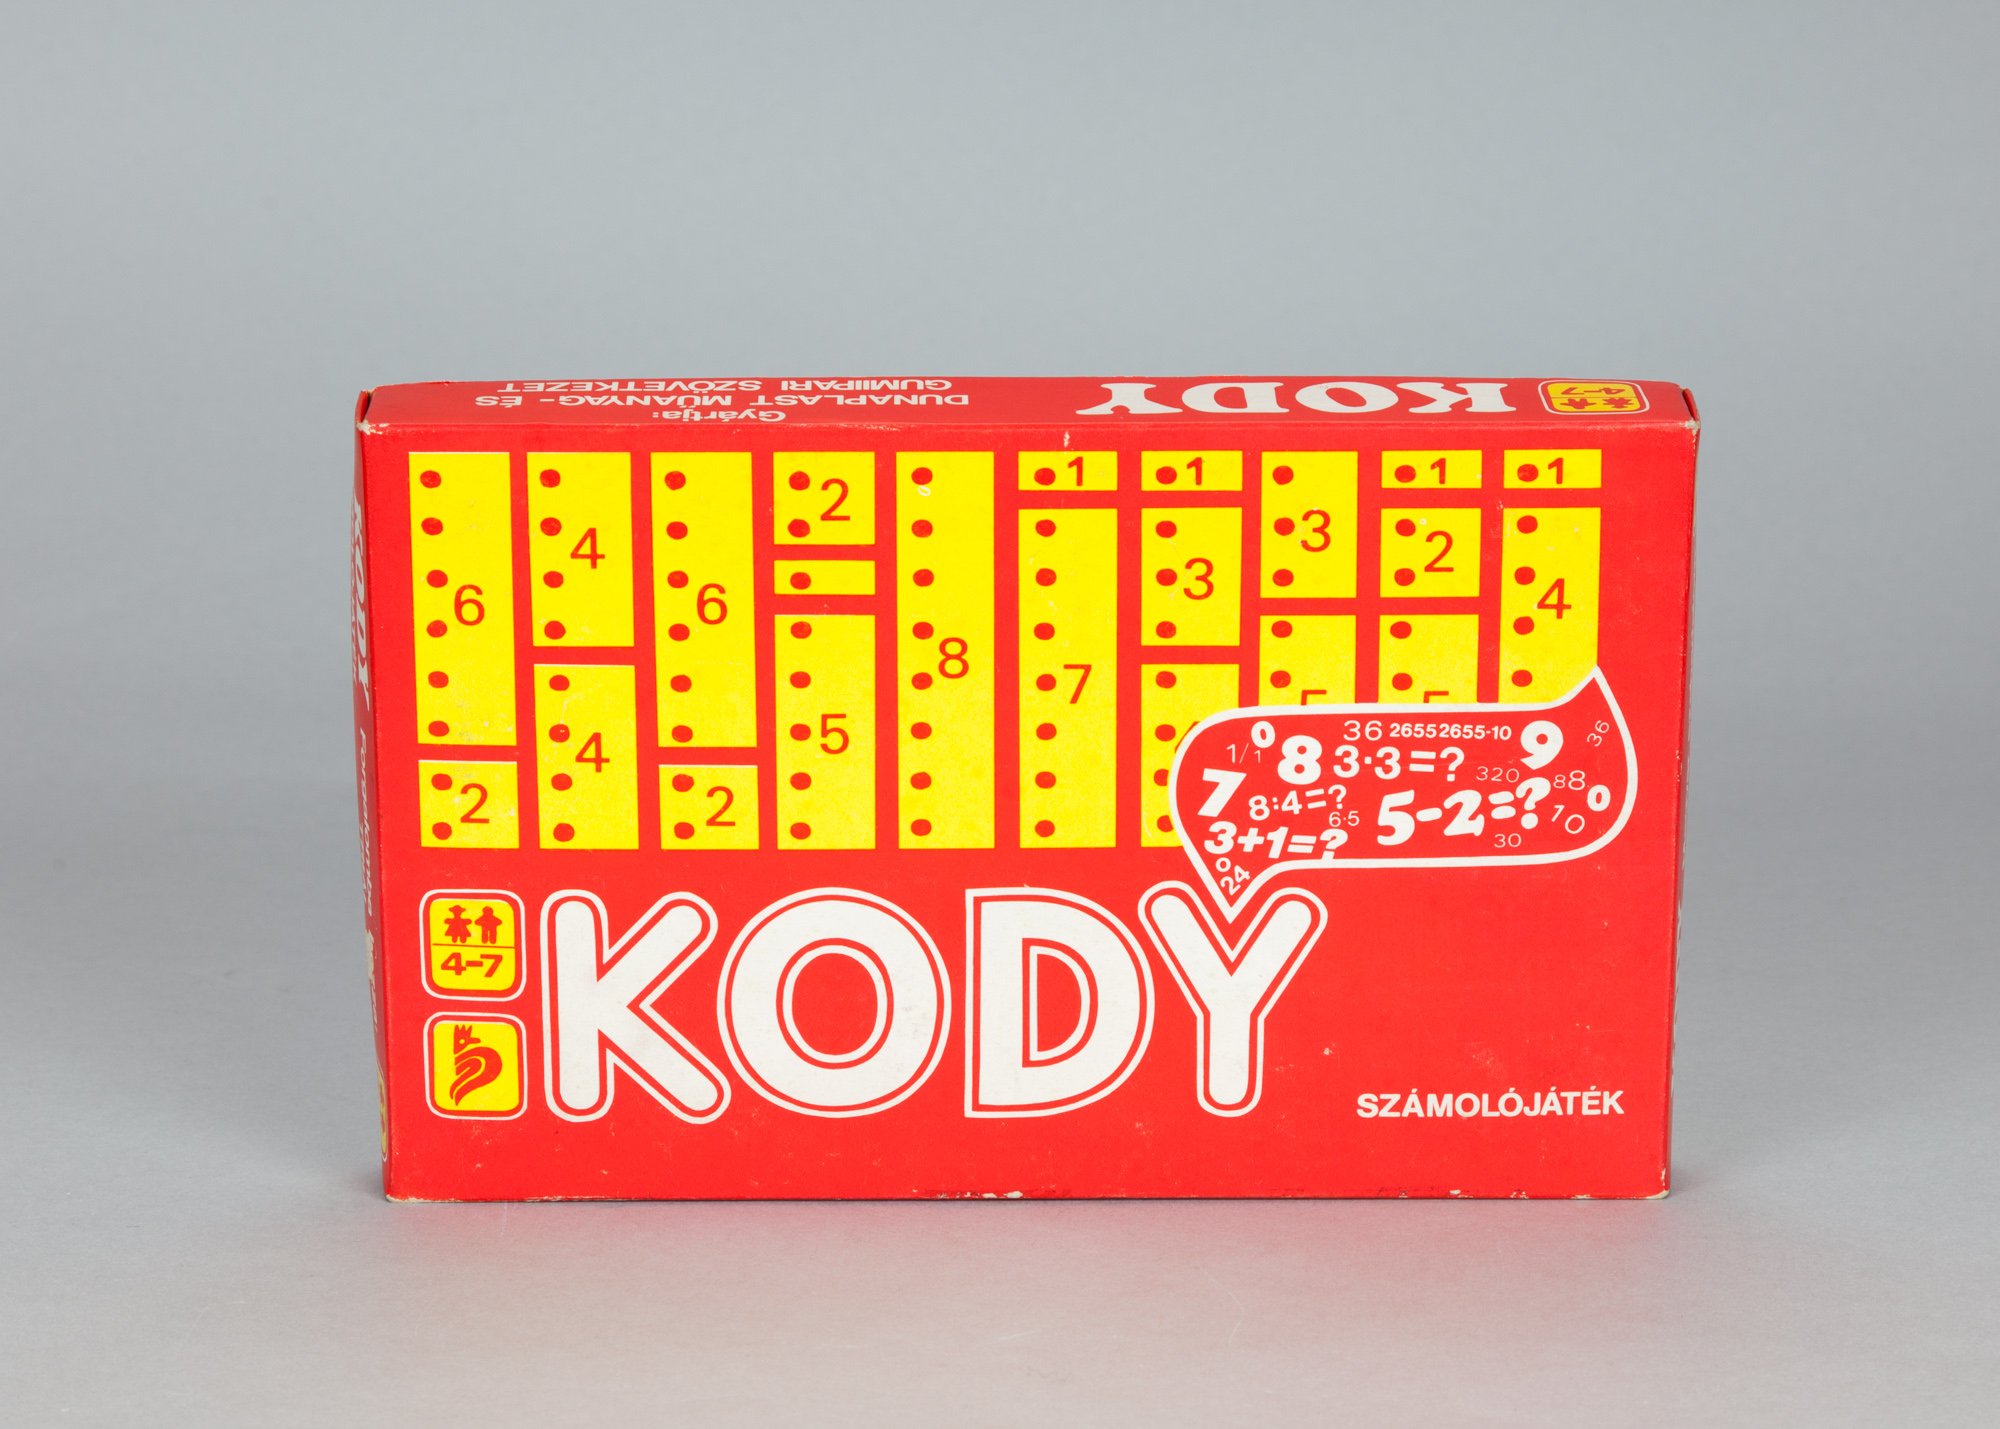 Gyártja:
DUNAPLAST MŰANYAG- ÉS
GUMIIPARI SZÖVETKEZET
KODY
4-7
6
2
4
4
6
2
2
5
8
1
7
1
3
3
1
2
1
4
36 26552655-10 9 36
1/1 0 8 3·3=? 320 88
7 8:4=? 6·5 5-2=? 10 0
3+1=? 30
0
24
4-7
KODY
SZÁMOLÓJÁTÉK
KODY